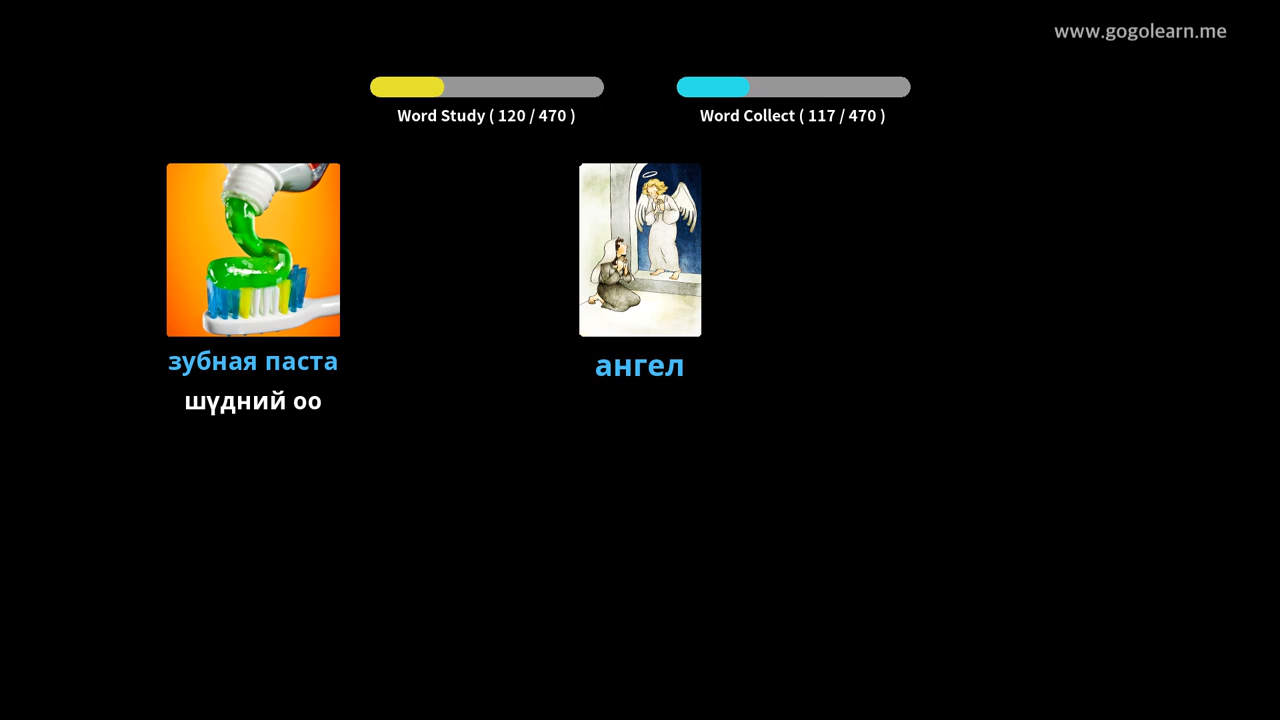 www.gogolearn.me
Word Study ( 120 / 470 )
Word Collect ( 117 / 470 )
зубная паста
шүдний оо
ангел